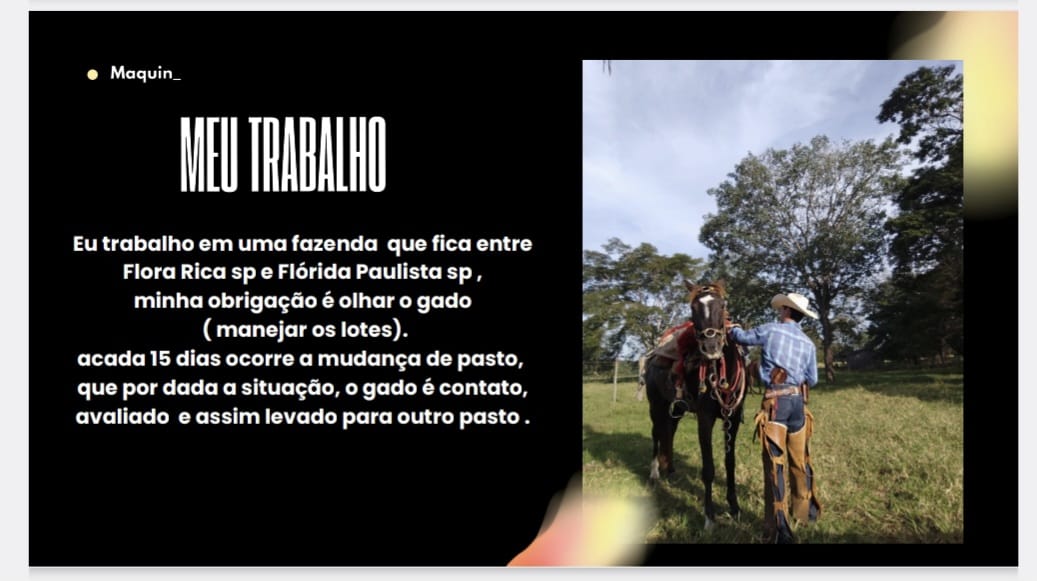 Maquin_
MEU TRABALHO
Eu trabalho em uma fazenda que fica entre
Flora Rica sp e Flórida Paulista sp ,
minha obrigação é olhar o gado
( manejar os lotes).
acada 15 dias ocorre a mudança de pasto,
que por dada a situação, o gado é contato,
avaliado e assim levado para outro pasto .